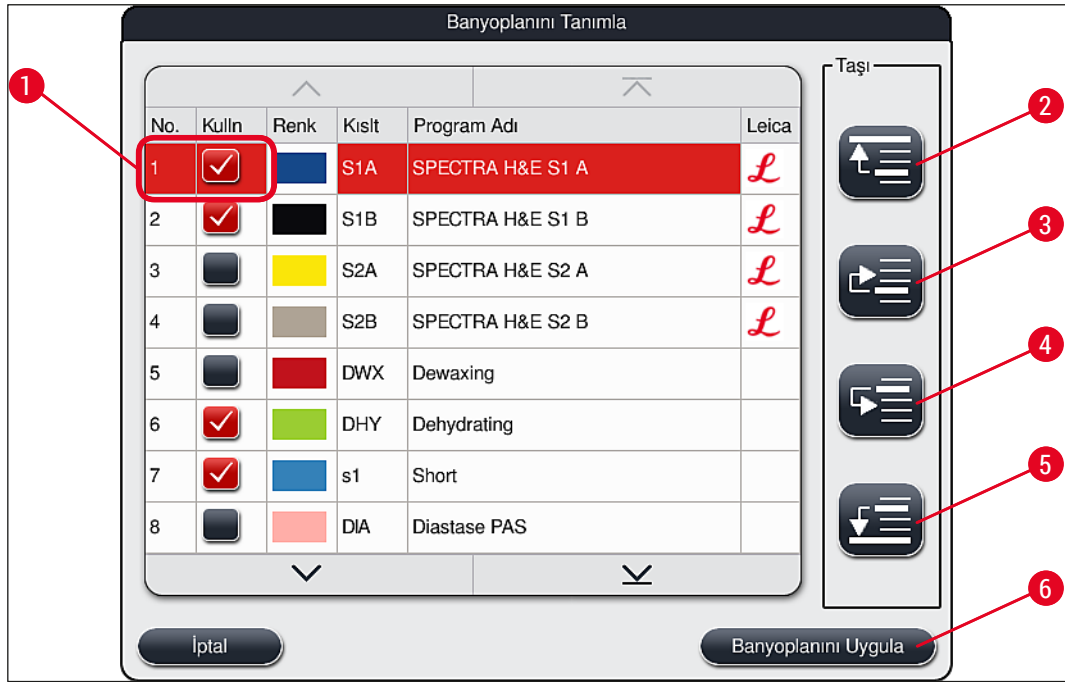 Banyoplanını Tanımla
Taşı
No. Kulln Renk Kıslt Program Adı Leica
1 S1A SPECTRA H&E S1 A L
2 S1B SPECTRA H&E S1 B L
3 S2A SPECTRA H&E S2 A L
4 S2B SPECTRA H&E S2 B L
5 DWX Dewaxing
6 DHY Dehydrating
7 s1 Short
8 DIA Diastase PAS
İptal
Banyoplanını Uygula
1
2
3
4
5
6